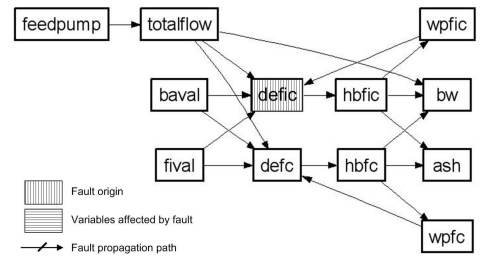 feedpump
totalflow
wpfic
baval
defic
hbfic
bw
fival
defc
hbfc
ash
wpfc
Fault origin
Variables affected by fault
Fault propagation path